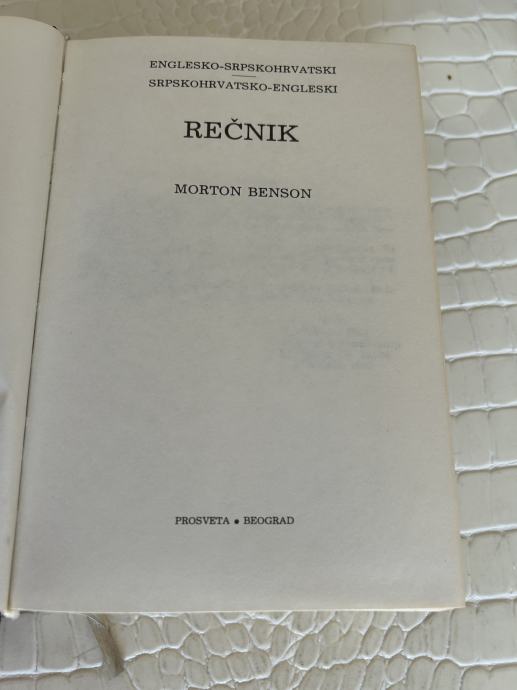 ENGLESKO-SRPSKOHRVATSKI
SRPSKOHRVATSKO-ENGLESKI
REČNIK
MORTON BENSON
PROSVETA • BEOGRAD